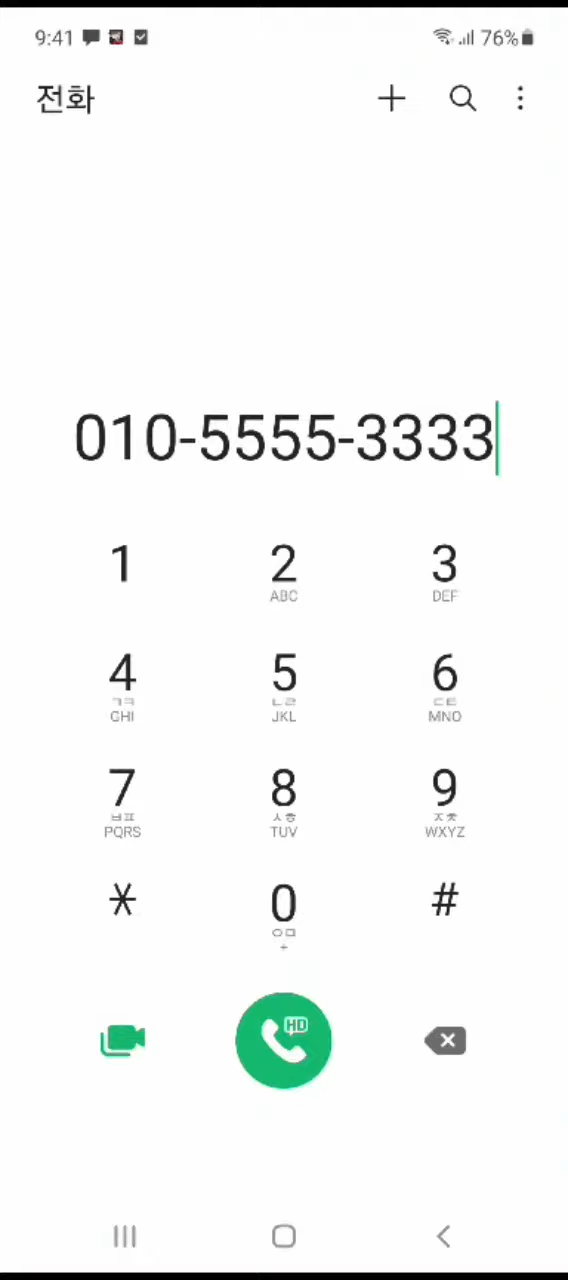 9:41 76%
전화
010-5555-3333
1 2 3
ABC DEF
4 5 6
ㄱㅋ ㄴㄹ ㄷㅌ
GHI JKL MNO
7 8 9
ㅂㅍ ㅅㅎ ㅈㅊ
PQRS TUV WXYZ
* 0 #
ㅇㅁ
+
HD